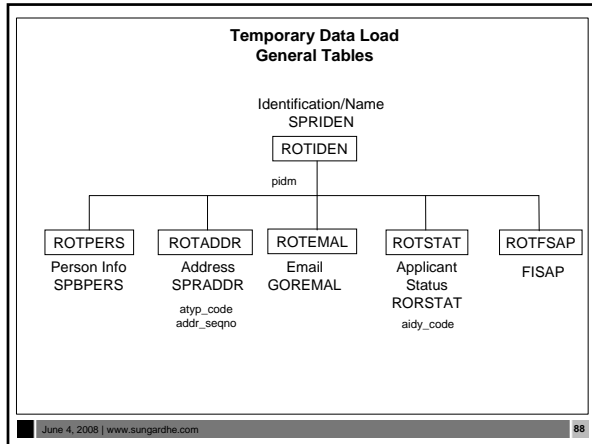 Temporary Data Load
General Tables
Identification/Name
SPRIDEN
ROTIDEN
pidm
ROTPERS
ROTADDR
ROTEMAL
ROTSTAT
ROTFSAP
Person Info
SPBPERS
Address
SPRADDR
atyp_code
addr_seqno
Email
GOREMAL
Applicant
Status
RORSTAT
aidy_code
FISAP
June 4, 2008 | www.sungardhe.com
88